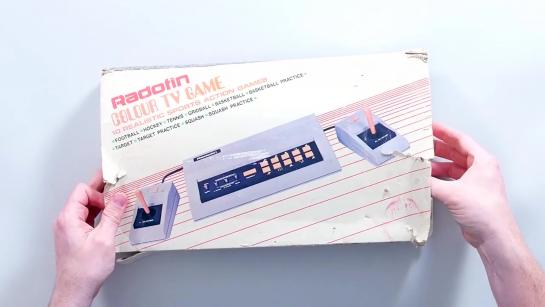 Radofin
COLOUR TV GAME
10 REALISTIC SPORTS ACTION GAMES
•FOOTBALL•HOCKEY•TENNIS•GRIDBALL•BASKETBALL•BASKETBALL PRACTICE•
•TARGET•TARGET PRACTICE•SQUASH•SQUASH PRACTICE•